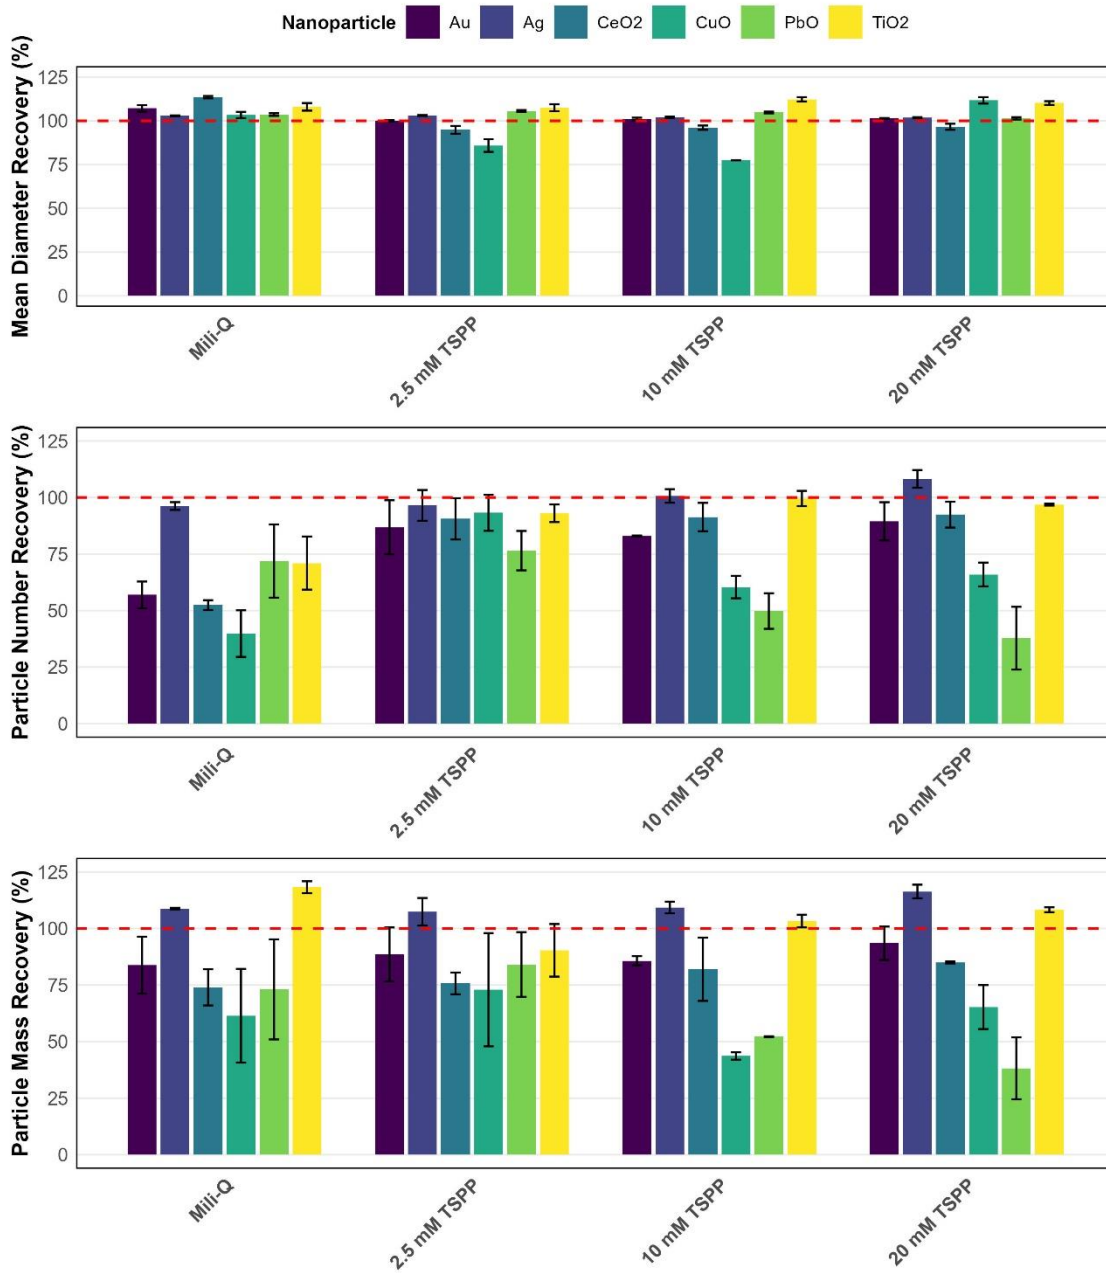 Nanoparticle Au Ag CeO2 CuO PbO TiO2
Mean Diameter Recovery (%)
125
100
75
50
25
0
Mili-Q 2.5 mM TSPP 10 mM TSPP 20 mM TSPP
Particle Number Recovery (%)
125
100
75
50
25
0
Mili-Q 2.5 mM TSPP 10 mM TSPP 20 mM TSPP
Particle Mass Recovery (%)
125
100
75
50
25
0
Mili-Q 2.5 mM TSPP 10 mM TSPP 20 mM TSPP